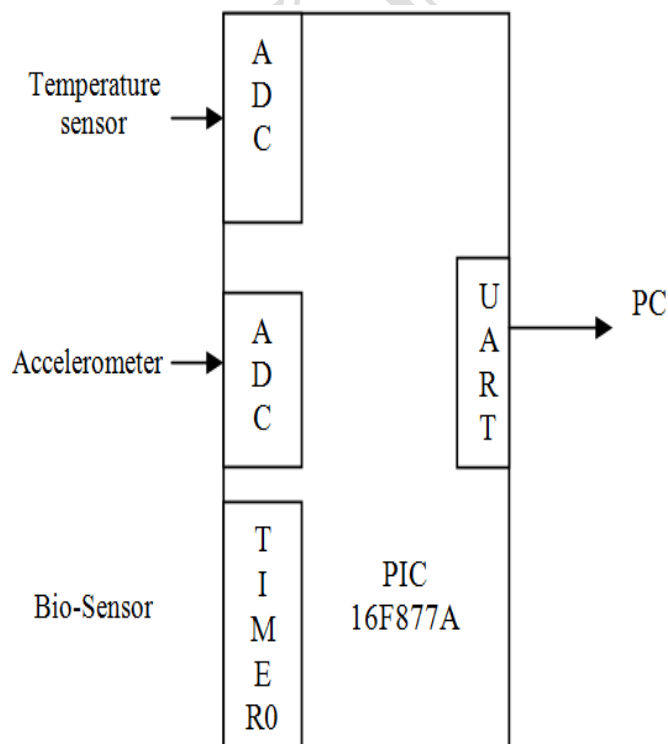 Temperature
sensor
A
D
C
Accelerometer
A
D
C
Bio-Sensor
T
I
M
E
R0
PIC
16F877A
U
A
R
T
PC